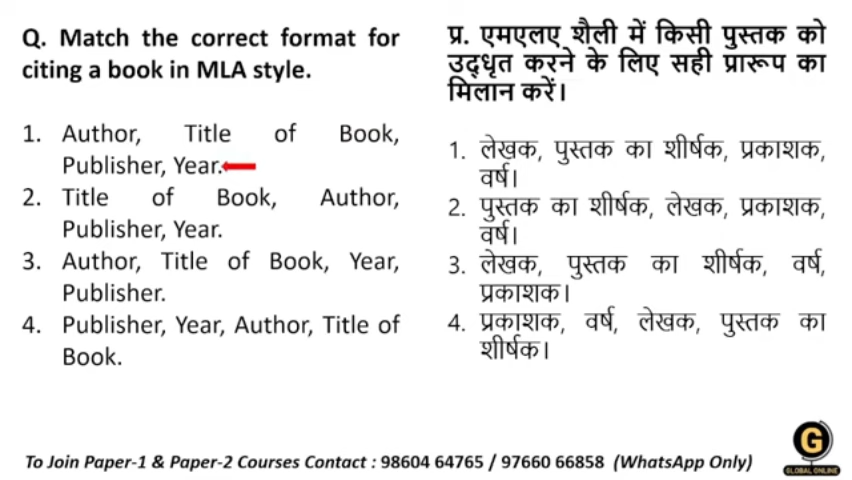 Q. Match the correct format for
citing a book in MLA style.
1. Author, Title of Book,
Publisher, Year.
2. Title of Book, Author,
Publisher, Year.
3. Author, Title of Book, Year,
Publisher.
4. Publisher, Year, Author, Title of
Book.
प्र. एमएलए शैली में किसी पुस्तक को
उद्धृत करने के लिए सही प्रारूप का
मिलान करें।
1. लेखक, पुस्तक का शीर्षक, प्रकाशक,
वर्ष।
2. पुस्तक का शीर्षक, लेखक, प्रकाशक,
वर्ष।
3. लेखक, पुस्तक का शीर्षक, वर्ष,
प्रकाशक।
4. प्रकाशक, वर्ष, लेखक, पुस्तक का
शीर्षक।
G
GLOBAL ONLINE
To Join Paper-1 & Paper-2 Courses Contact : 98604 64765 / 97660 66858 (WhatsApp Only)